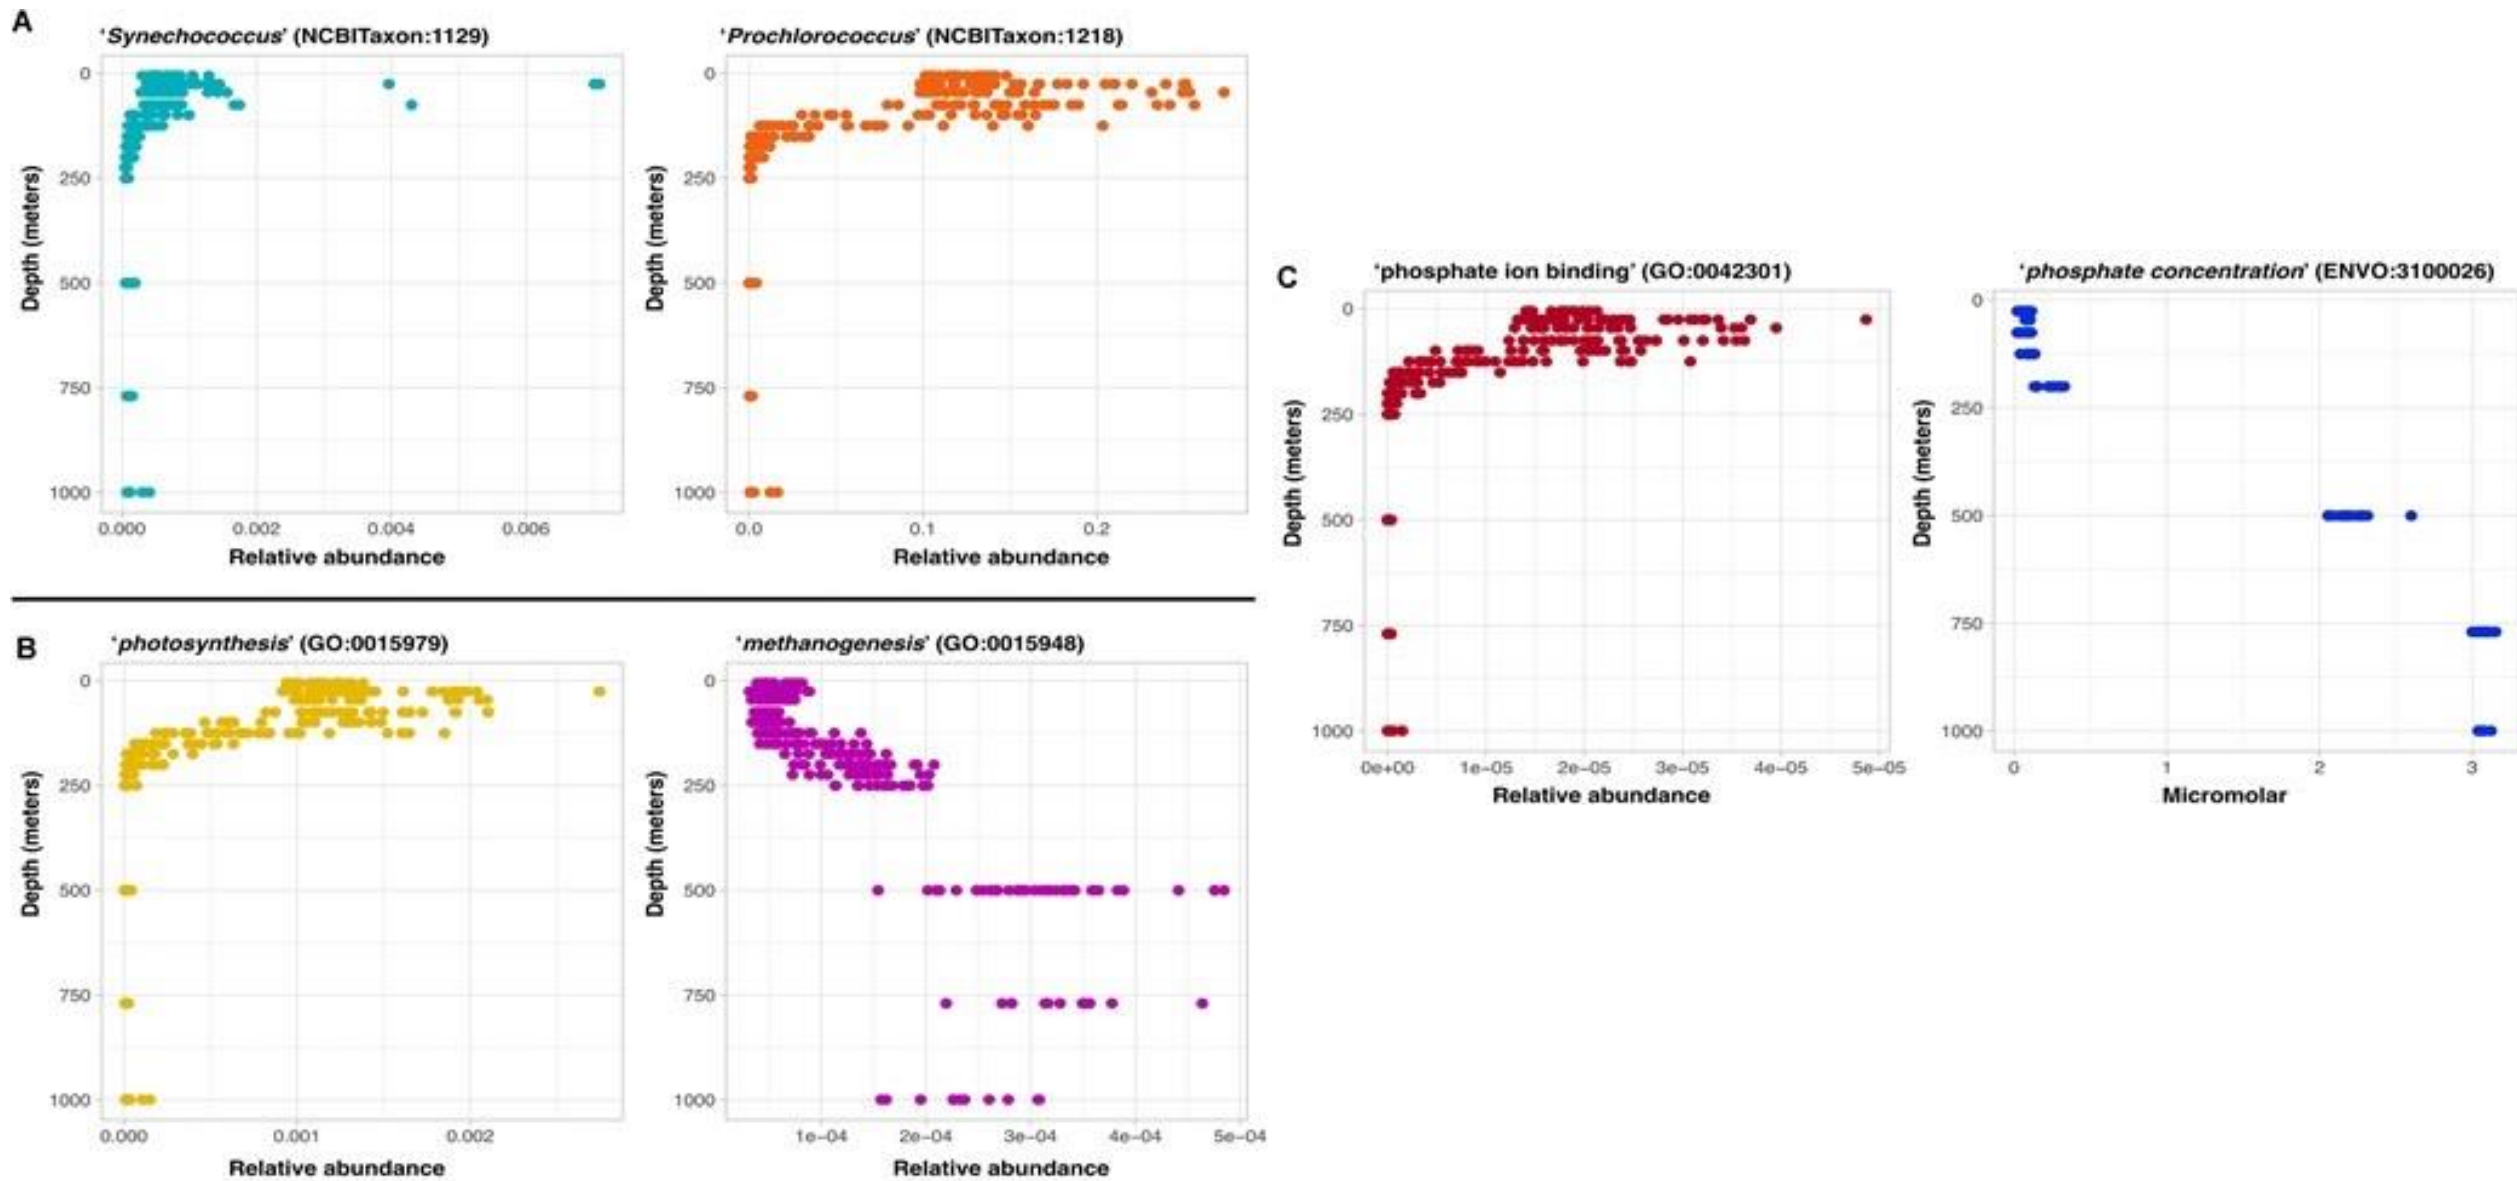 A
‘Synechococcus’ (NCBITaxon:1129)
0
250
500
750
1000
Depth (meters)
0.000 0.002 0.004 0.006
Relative abundance
‘Prochlorococcus’ (NCBITaxon:1218)
0
250
500
750
1000
Depth (meters)
0.0 0.1 0.2
Relative abundance
B
‘photosynthesis’ (GO:0015979)
0
250
500
750
1000
Depth (meters)
0.000 0.001 0.002
Relative abundance
‘methanogenesis’ (GO:0015948)
0
250
500
750
1000
Depth (meters)
1e−04 2e−04 3e−04 4e−04 5e−04
Relative abundance
C
‘phosphate ion binding’ (GO:0042301)
0
250
500
750
1000
Depth (meters)
0e+00 1e−05 2e−05 3e−05 4e−05 5e−05
Relative abundance
‘phosphate concentration’ (ENVO:3100026)
0
250
500
750
1000
Depth (meters)
0 1 2 3
Micromolar